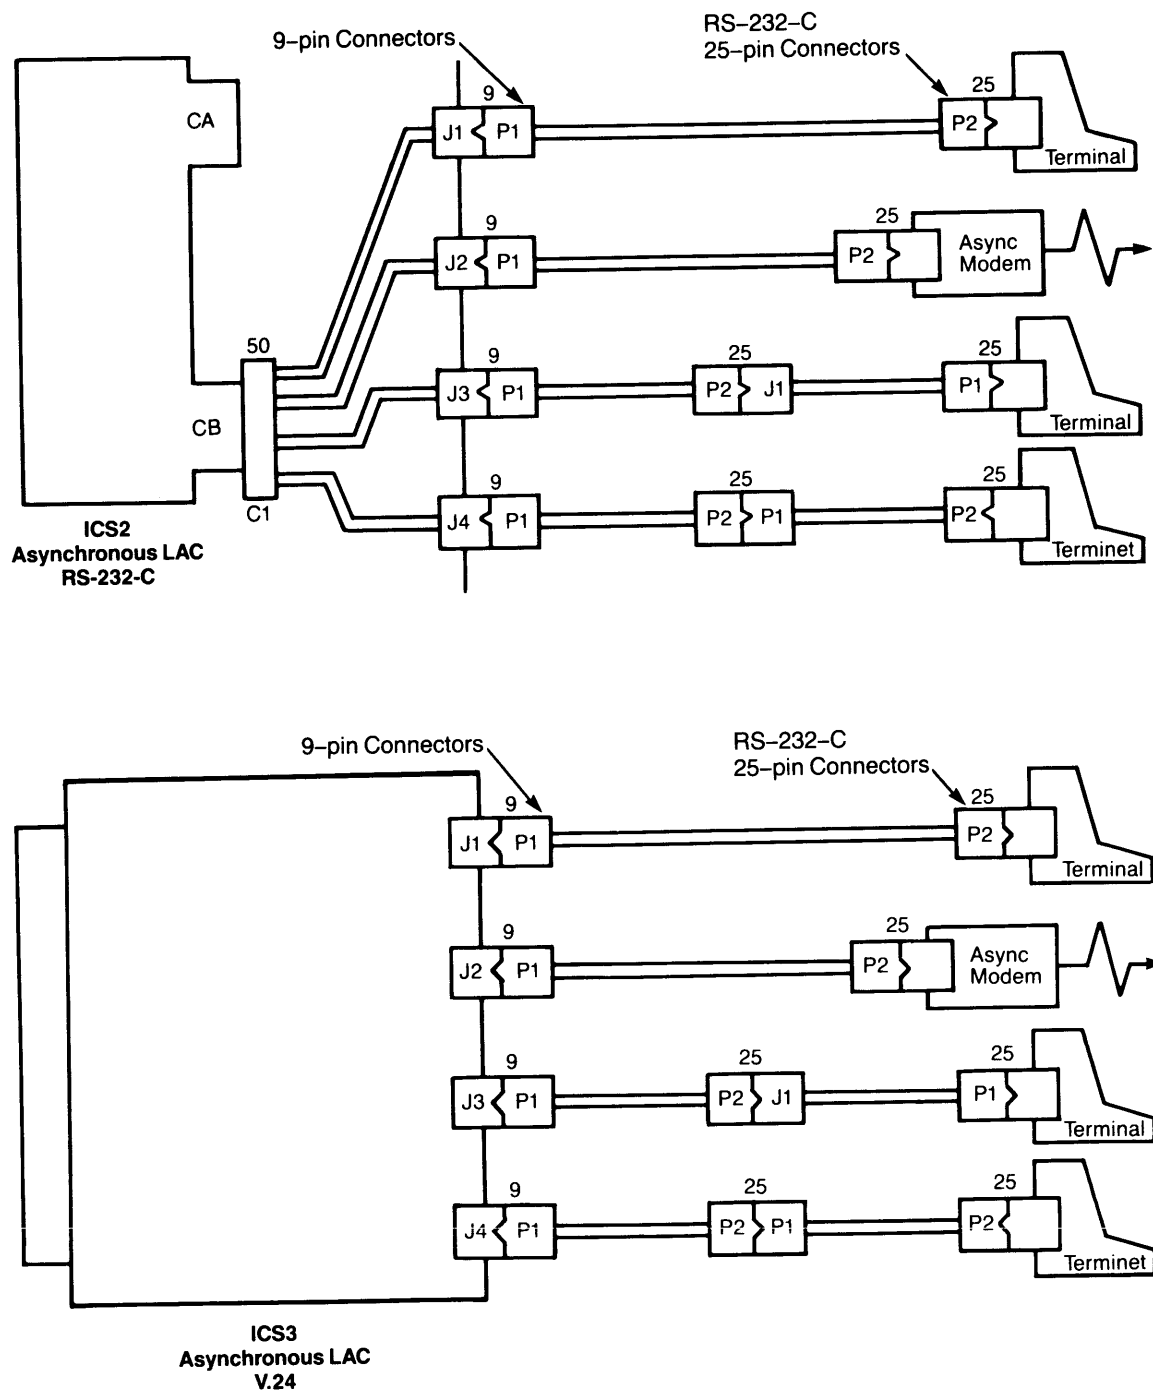 9–pin Connectors
RS–232–C
25–pin Connectors
CA
9
J1
P1
25
P2
Terminal
9
J2
P1
25
P2
Async
Modem
50
CB
C1
9
J3
P1
25
P2
J1
25
P1
Terminal
9
J4
P1
25
P2
P1
25
P2
Terminet
ICS2
Asynchronous LAC
RS-232-C
9–pin Connectors
RS–232–C
25–pin Connectors
9
J1
P1
25
P2
Terminal
9
J2
P1
25
P2
Async
Modem
9
J3
P1
25
P2
J1
25
P1
Terminal
9
J4
P1
25
P2
P1
25
P2
Terminet
ICS3
Asynchronous LAC
V.24